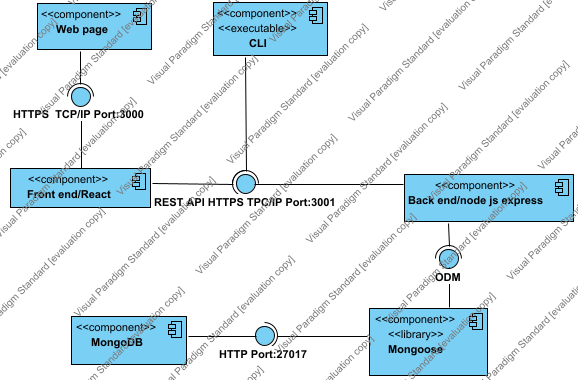 <<component>>
Web page
<<component>>
<<executable>>
CLI
HTTPS TCP/IP Port:3000
<<component>>
Front end/React
REST API HTTPS TPC/IP Port:3001
<<component>>
Back end/node js express
ODM
<<component>>
MongoDB
HTTP Port:27017
<<component>>
<<library>>
Mongoose
Visual Paradigm Standard [evaluation copy]